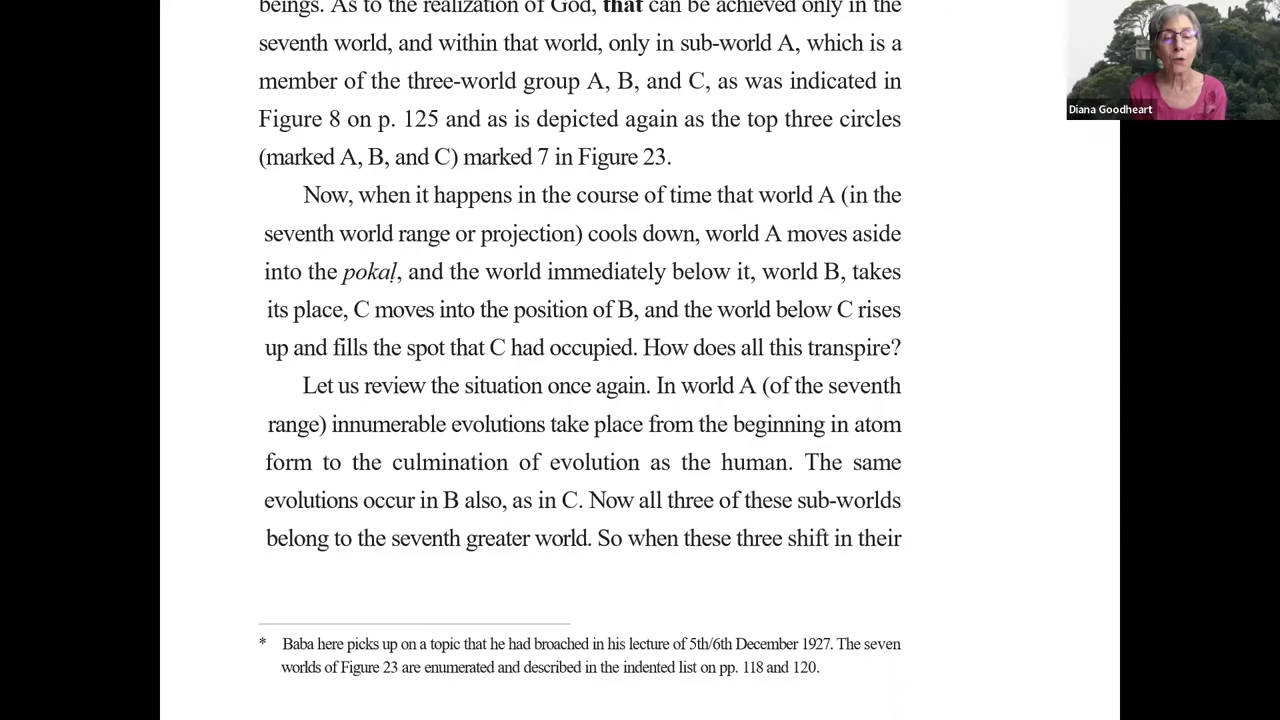 beings. As to the realization of God, that can be achieved only in the
seventh world, and within that world, only in sub-world A, which is a
member of the three-world group A, B, and C, as was indicated in
Figure 8 on p. 125 and as is depicted again as the top three circles
(marked A, B, and C) marked 7 in Figure 23.
Now, when it happens in the course of time that world A (in the
seventh world range or projection) cools down, world A moves aside
into the pokaḷ, and the world immediately below it, world B, takes
its place, C moves into the position of B, and the world below C rises
up and fills the spot that C had occupied. How does all this transpire?
Let us review the situation once again. In world A (of the seventh
range) innumerable evolutions take place from the beginning in atom
form to the culmination of evolution as the human. The same
evolutions occur in B also, as in C. Now all three of these sub-worlds
belong to the seventh greater world. So when these three shift in their
* Baba here picks up on a topic that he had broached in his lecture of 5th/6th December 1927. The seven
worlds of Figure 23 are enumerated and described in the indented list on pp. 118 and 120.
Diana Goodheart